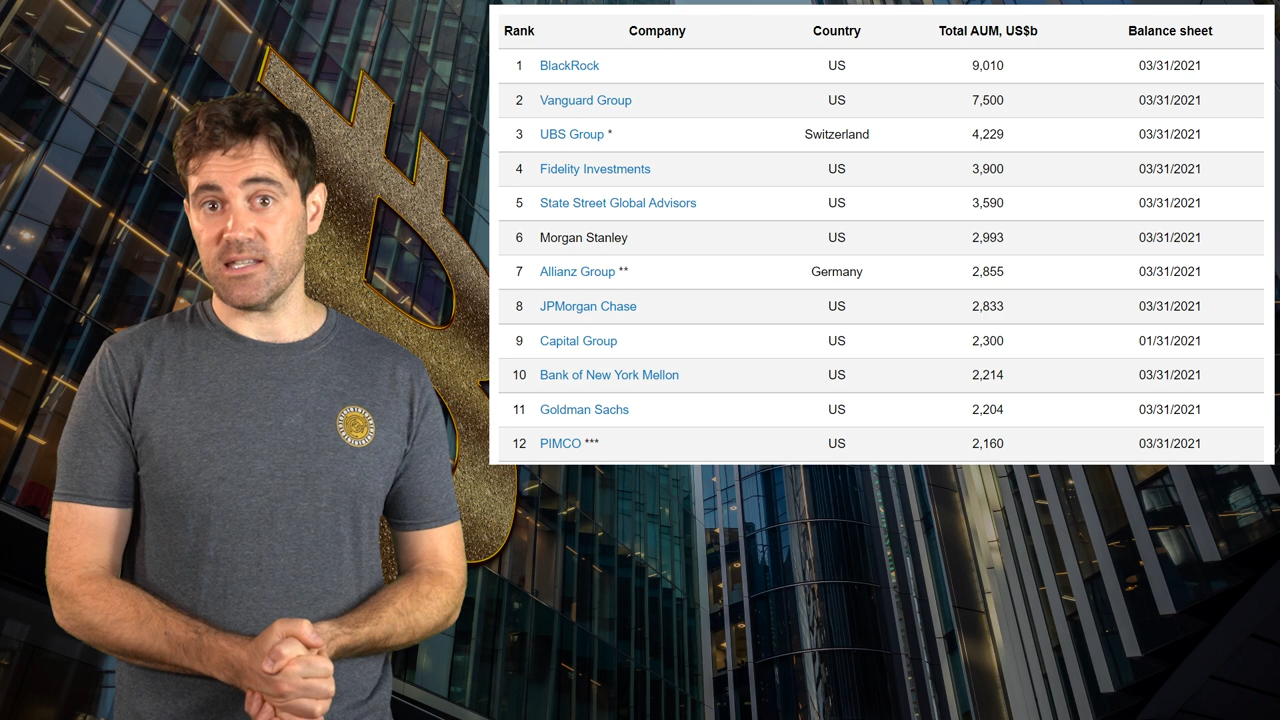 Rank Company Country Total AUM, US$b Balance sheet
1 BlackRock US 9,010 03/31/2021
2 Vanguard Group US 7,500 03/31/2021
3 UBS Group * Switzerland 4,229 03/31/2021
4 Fidelity Investments US 3,900 03/31/2021
5 State Street Global Advisors US 3,590 03/31/2021
6 Morgan Stanley US 2,993 03/31/2021
7 Allianz Group ** Germany 2,855 03/31/2021
8 JPMorgan Chase US 2,833 03/31/2021
9 Capital Group US 2,300 01/31/2021
10 Bank of New York Mellon US 2,214 03/31/2021
11 Goldman Sachs US 2,204 03/31/2021
12 PIMCO *** US 2,160 03/31/2021